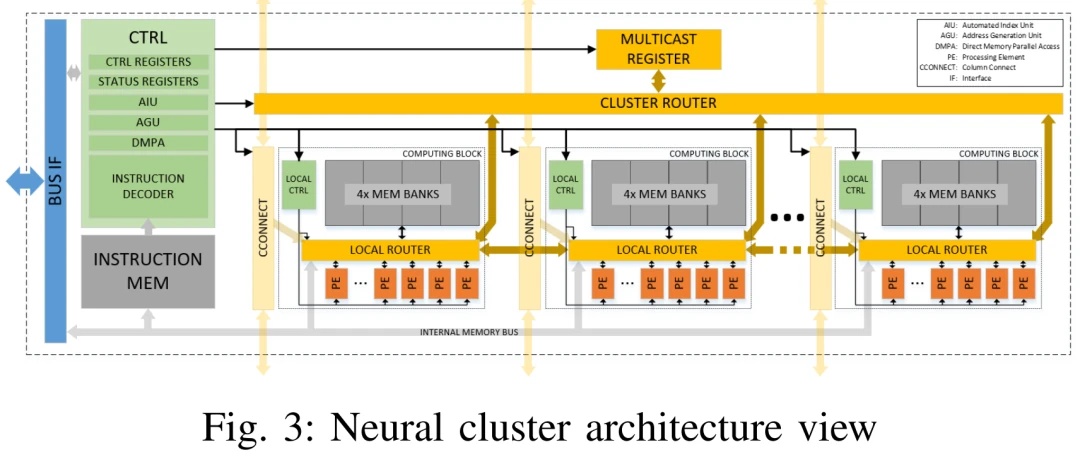 CTRL
CTRL REGISTERS
STATUS REGISTERS
AIU
AGU
DMPA
INSTRUCTION
DECODER
INSTRUCTION
MEM
BUS IF
MULTICAST
REGISTER
CLUSTER ROUTER
AIU: Automated Index Unit
AGU: Address Generation Unit
DMPA: Direct Memory Parallel Access
PE: Processing Element
CCONNECT: Column Connect
IF: Interface
CCONNECT
COMPUTING BLOCK
LOCAL
CTRL
4x MEM BANKS
LOCAL ROUTER
PE ... PE PE PE PE
CCONNECT
COMPUTING BLOCK
LOCAL
CTRL
4x MEM BANKS
LOCAL ROUTER
PE ... PE PE PE PE
...
CCONNECT
COMPUTING BLOCK
LOCAL
CTRL
4x MEM BANKS
LOCAL ROUTER
PE ... PE PE PE PE
INTERNAL MEMORY BUS
Fig. 3: Neural cluster architecture view